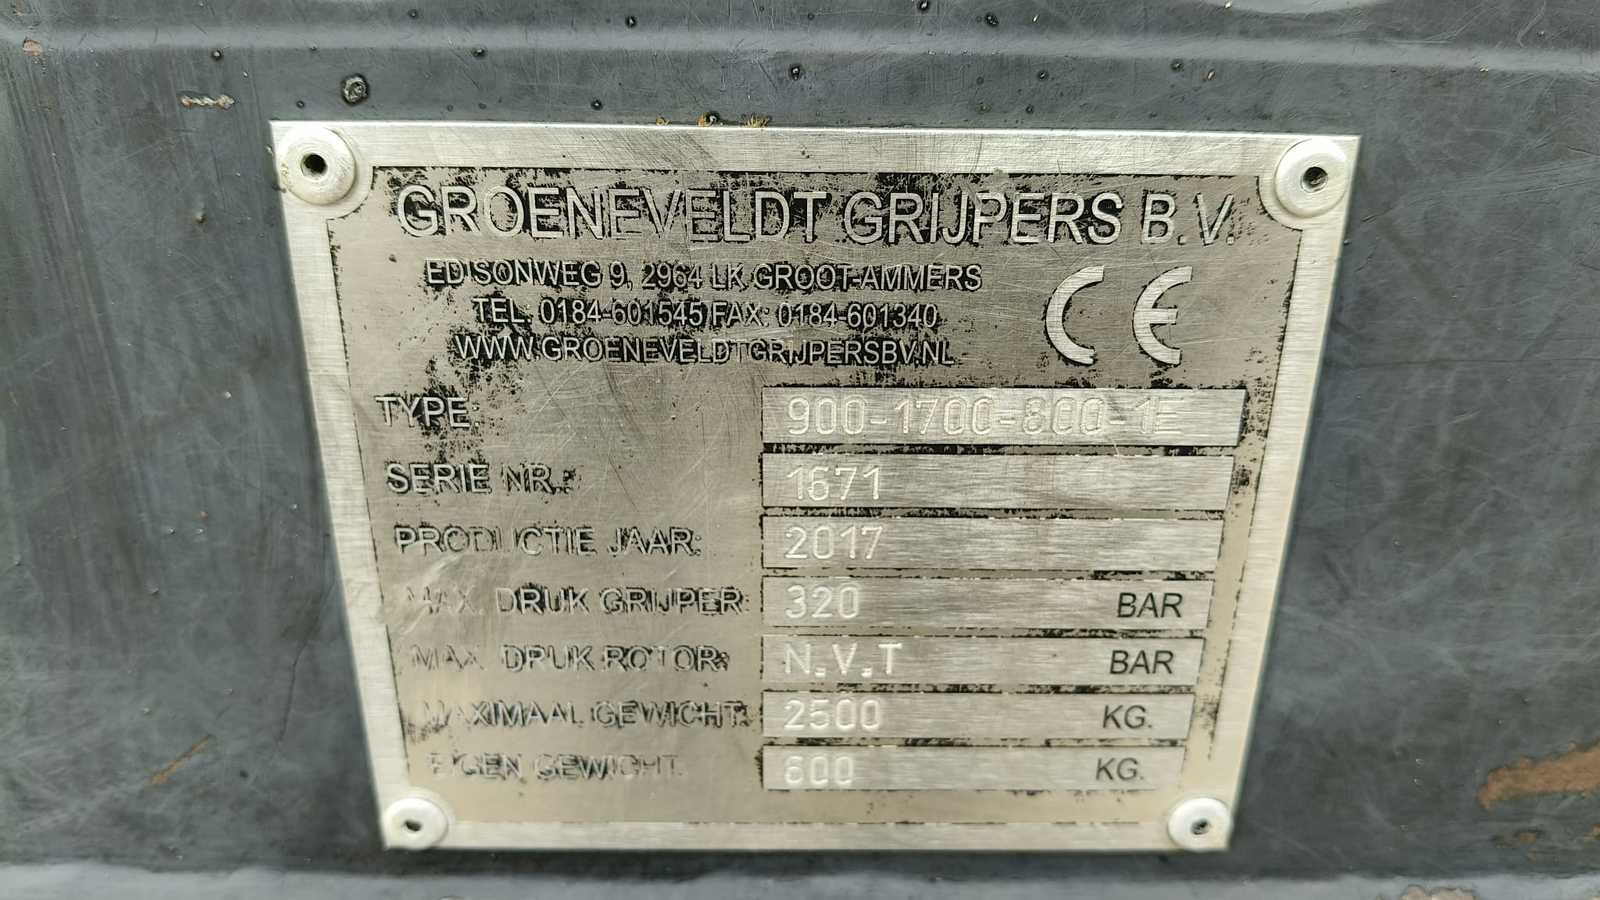 GROENEVELDT GRIJPERS B.V.
EDISONWEG 9, 2964 LK GROOT-AMMERS
TEL: 0184-601545 FAX: 0184-601340
WWW.GROENEVELDTGRIJPERSBV.NL
CE
TYPE: 900-1700-800-1E
SERIE NR.: 1671
PRODUCTIE JAAR: 2017
MAX. DRUK GRIJPER: 320 BAR
MAX. DRUK ROTOR: N.V.T BAR
MAXIMAAL GEWICHT: 2500 KG.
EIGEN GEWICHT: 800 KG.